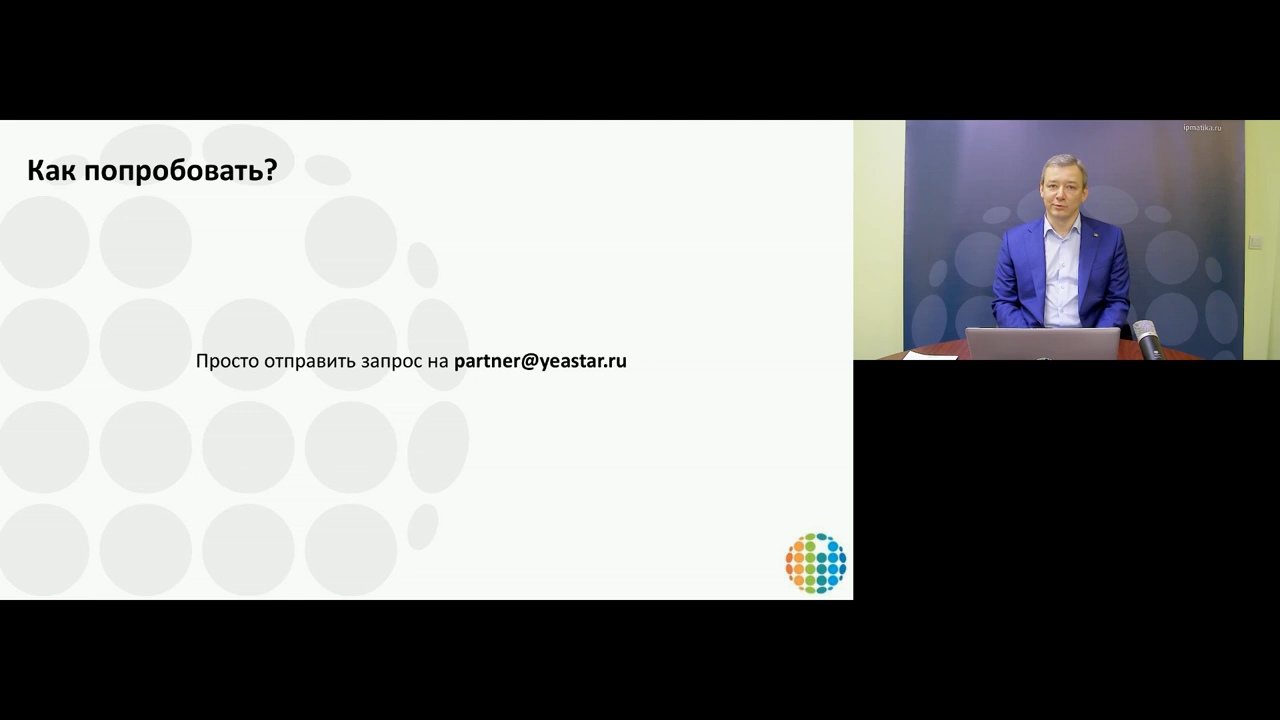 Как попробовать?
Просто отправить запрос на partner@yeastar.ru
ipmatika.ru